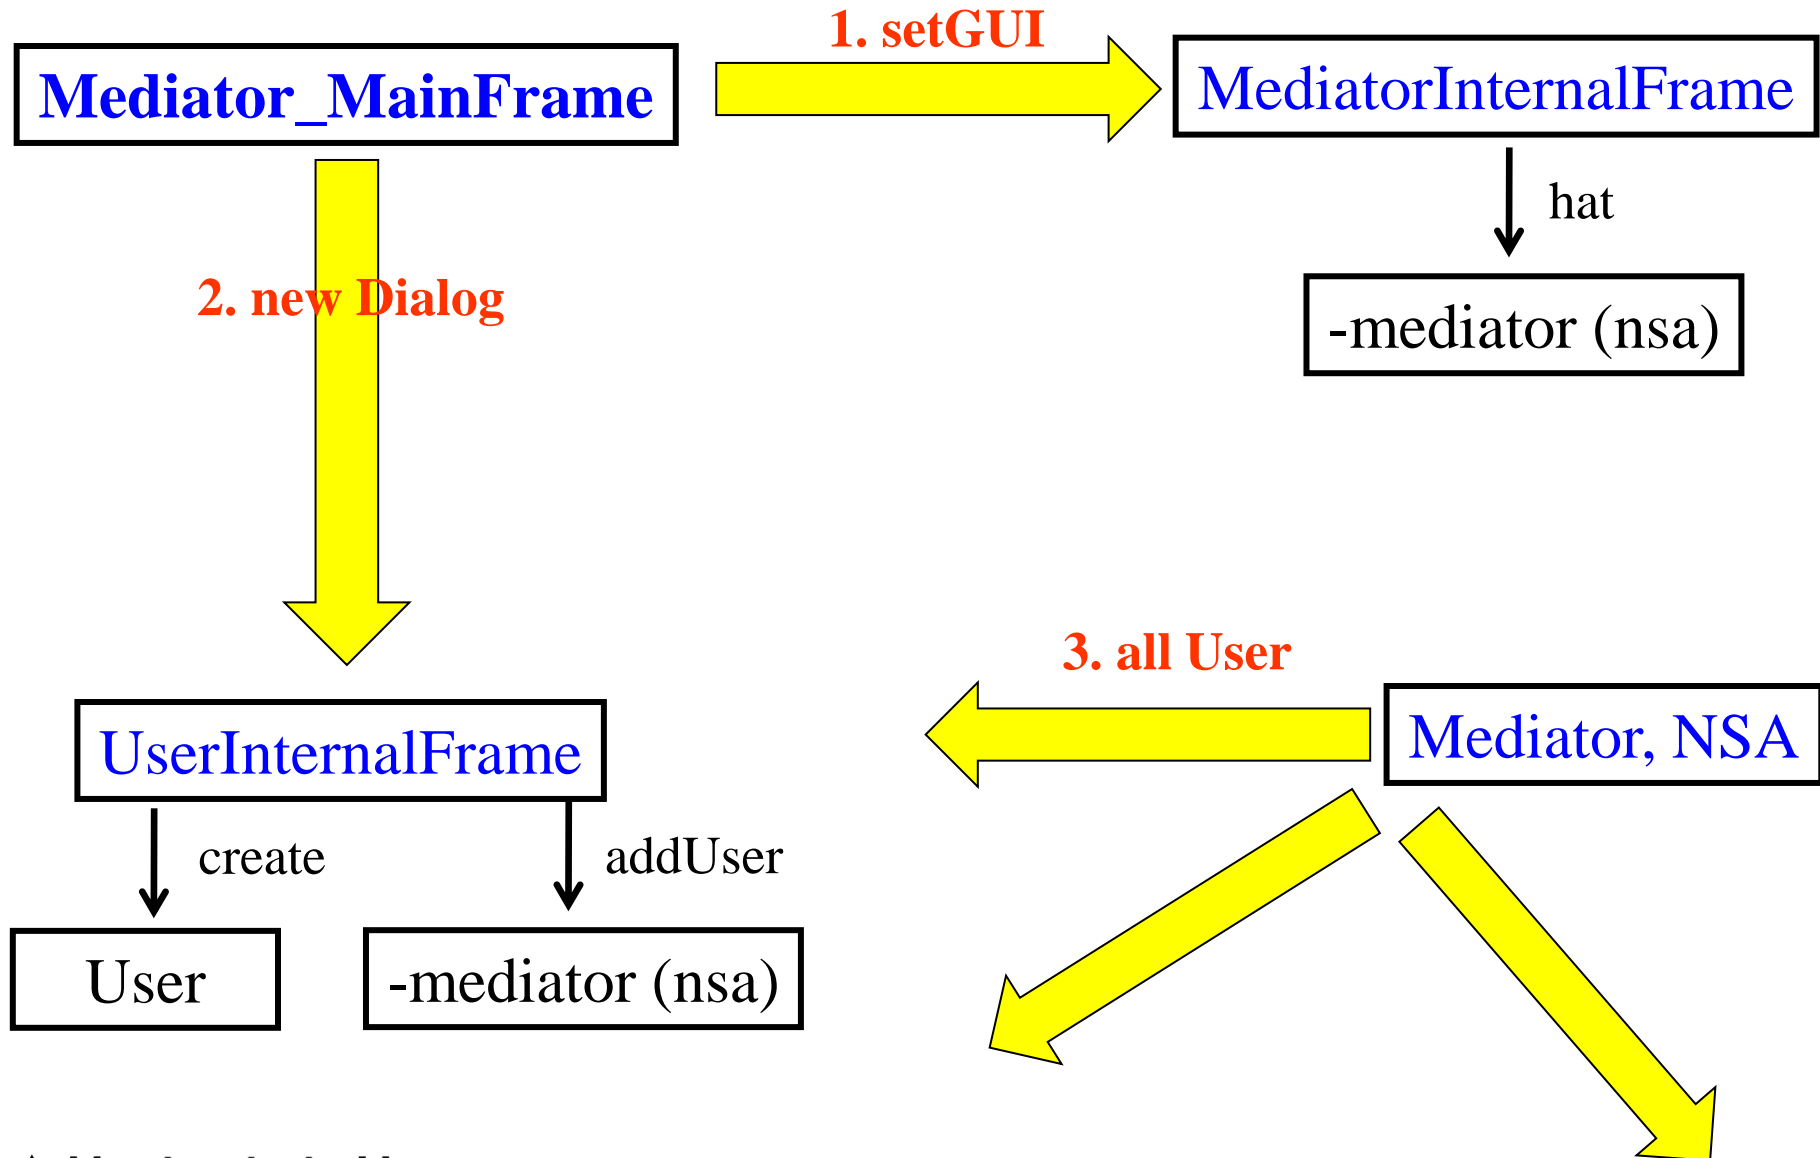 1. setGUI
Mediator_MainFrame
MediatorInternalFrame
hat
2. new Dialog
-mediator (nsa)
3. all User
UserInternalFrame
Mediator, NSA
create
addUser
User
-mediator (nsa)